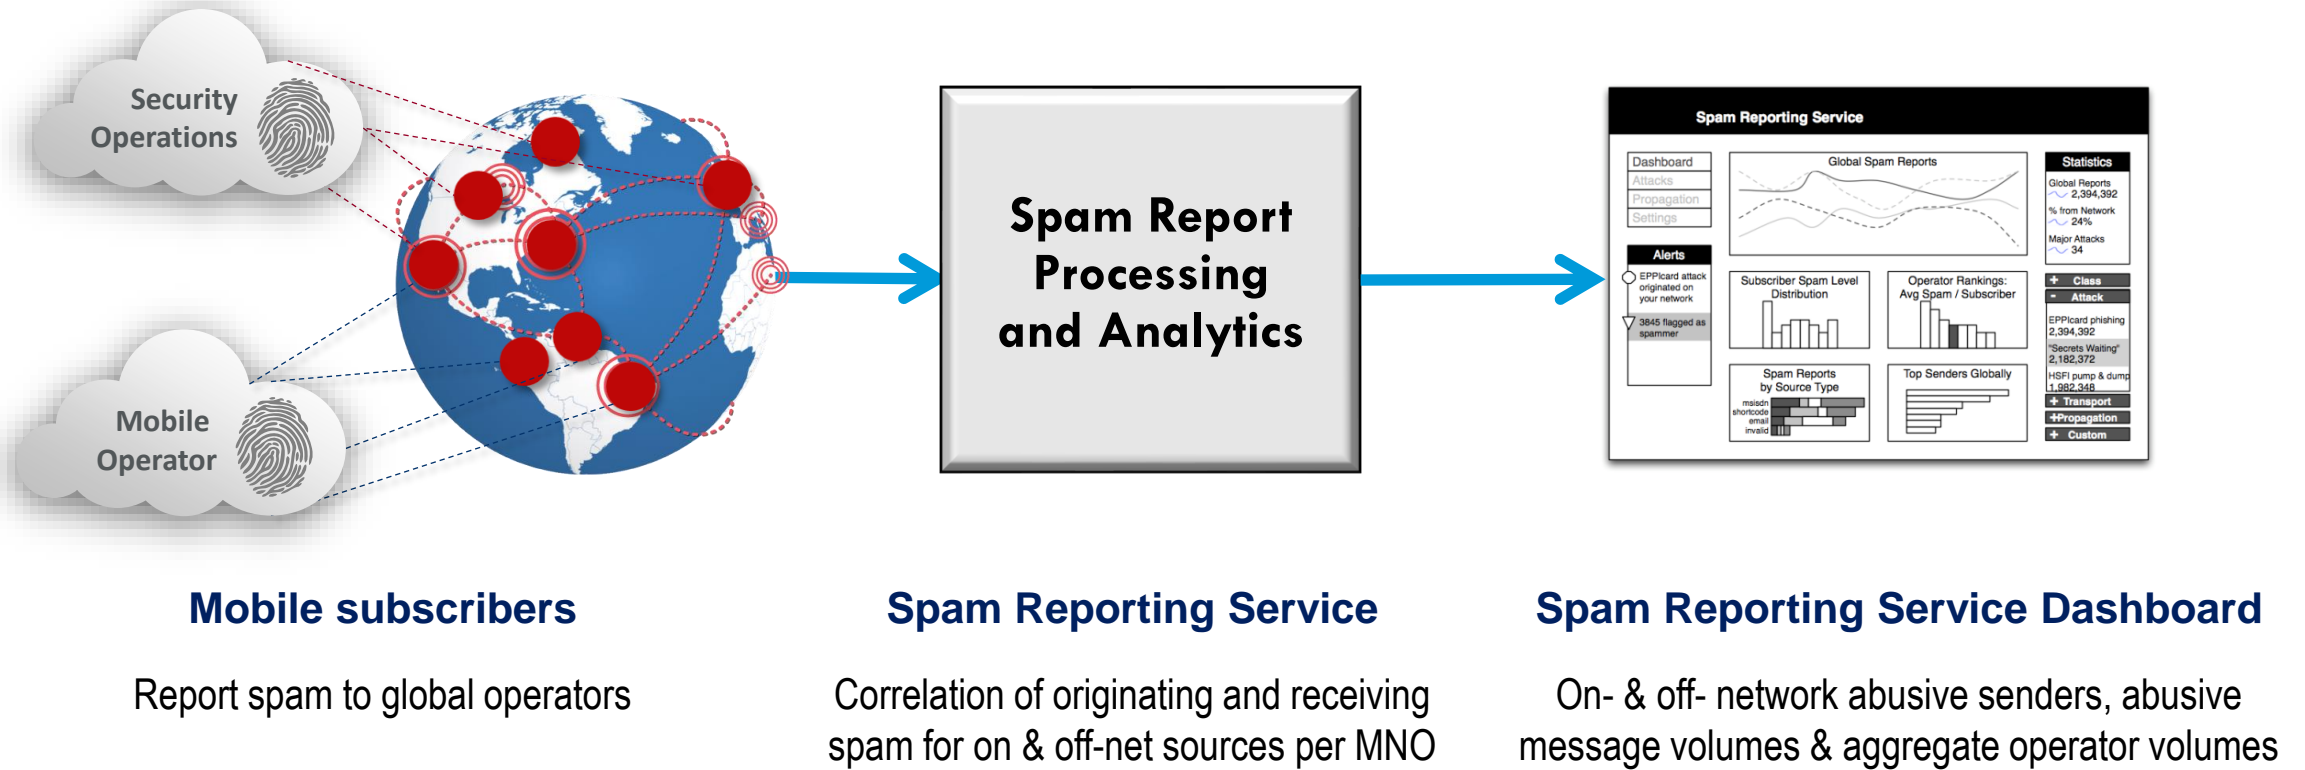 Security
Operations
Mobile
Operator
Spam Report
Processing
and Analytics
Spam Reporting Service
Dashboard
Attacks
Propagation
Settings
Alerts
EPPIcard attack
originated on
your network
3845 flagged as
spammer
Global Spam Reports
Subscriber Spam Level
Distribution
Operator Rankings:
Avg Spam / Subscriber
Spam Reports
by Source Type
msisdn
shortcode
email
invalid
Top Senders Globally
Statistics
Global Reports
2,394,392
% from Network
24%
Major Attacks
34
+ Class
- Attack
EPPIcard phishing
2,394,392
"Secrets Waiting"
2,182,372
HSFI pump & dump
1,982,348
+ Transport
+Propagation
+ Custom
Mobile subscribers
Report spam to global operators
Spam Reporting Service
Correlation of originating and receiving
spam for on & off-net sources per MNO
Spam Reporting Service Dashboard
On- & off- network abusive senders, abusive
message volumes & aggregate operator volumes